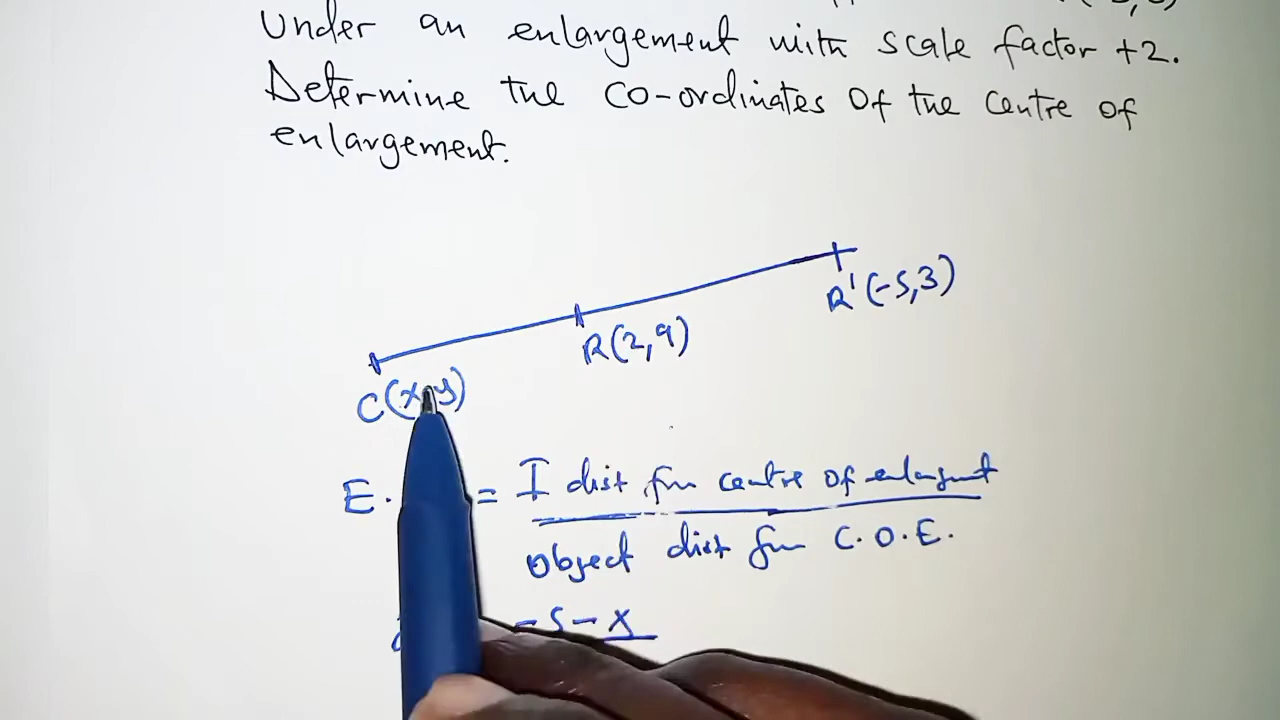 Under an enlargement with scale factor +2.
Determine the co-ordinates of the centre of
enlargement.
R'(-5,3)
R(2,9)
C(x,y)
E. = I dist fm centre of enlagment
object dist fm C.O.E.
-5-x